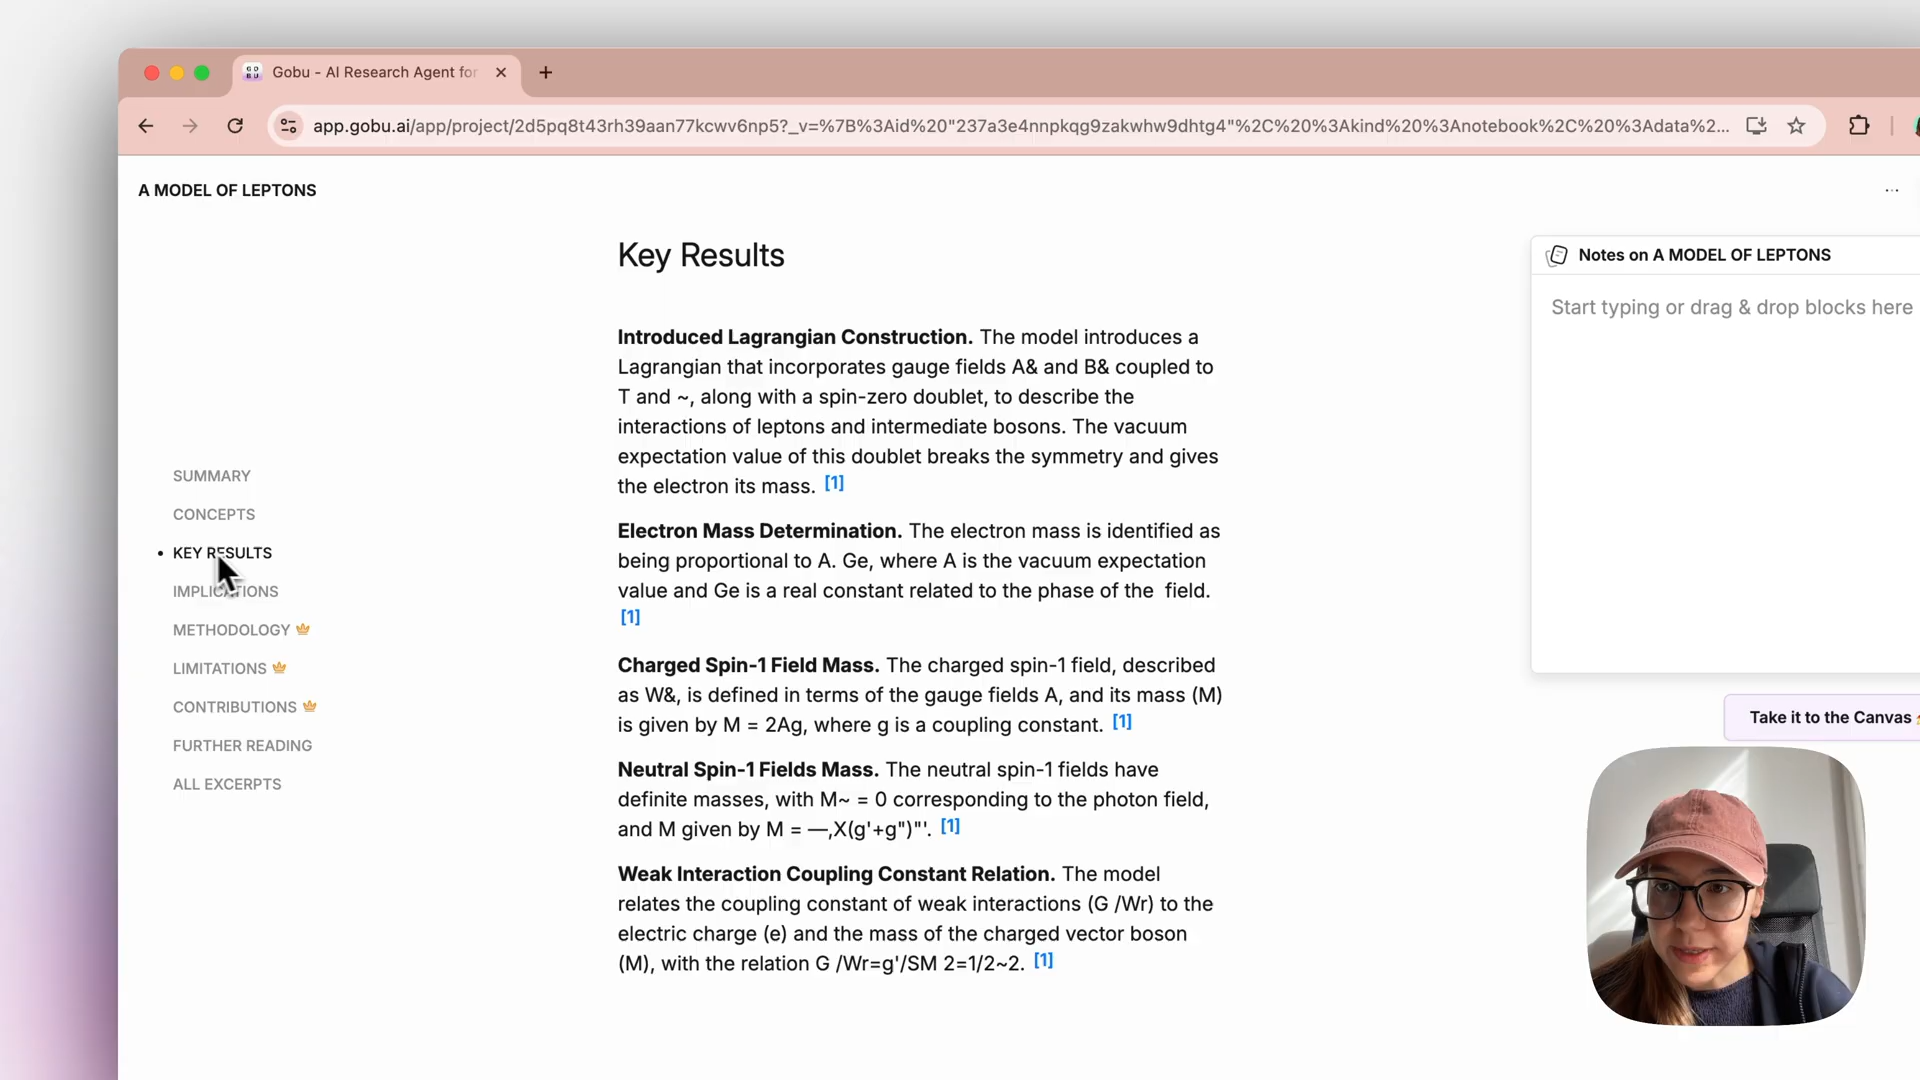 Gobu - AI Research Agent for
app.gobu.ai/app/project/2d5pq8t43rh39aan77kcwv6np5?_v=%7B%3Aid%20"237a3e4nnpkqg9zakwhw9dhtg4"%2C%20%3Akind%20%3Anotebook%2C%20%3Adata%2...
A MODEL OF LEPTONS
SUMMARY
CONCEPTS
• KEY RESULTS
IMPLICATIONS
METHODOLOGY
LIMITATIONS
CONTRIBUTIONS
FURTHER READING
ALL EXCERPTS
Key Results
Introduced Lagrangian Construction. The model introduces a
Lagrangian that incorporates gauge fields A& and B& coupled to
T and ~, along with a spin-zero doublet, to describe the
interactions of leptons and intermediate bosons. The vacuum
expectation value of this doublet breaks the symmetry and gives
the electron its mass. [1]
Electron Mass Determination. The electron mass is identified as
being proportional to A. Ge, where A is the vacuum expectation
value and Ge is a real constant related to the phase of the field.
[1]
Charged Spin-1 Field Mass. The charged spin-1 field, described
as W&, is defined in terms of the gauge fields A, and its mass (M)
is given by M = 2Ag, where g is a coupling constant. [1]
Neutral Spin-1 Fields Mass. The neutral spin-1 fields have
definite masses, with M~ = 0 corresponding to the photon field,
and M given by M = —,X(g'+g")"'. [1]
Weak Interaction Coupling Constant Relation. The model
relates the coupling constant of weak interactions (G /Wr) to the
electric charge (e) and the mass of the charged vector boson
(M), with the relation G /Wr=g'/SM 2=1/2~2. [1]
Notes on A MODEL OF LEPTONS
Start typing or drag & drop blocks here
Take it to the Canvas